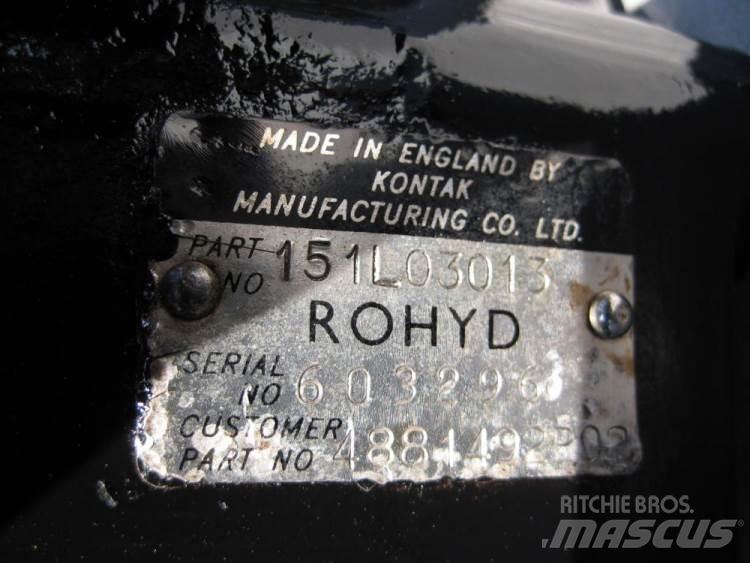 MADE IN ENGLAND BY
KONTAK
MANUFACTURING CO. LTD.
PART
NO 151L03013
ROHYD
SERIAL
NO 603296
CUSTOMER
PART NO
RITCHIE BROS.
MASCUS